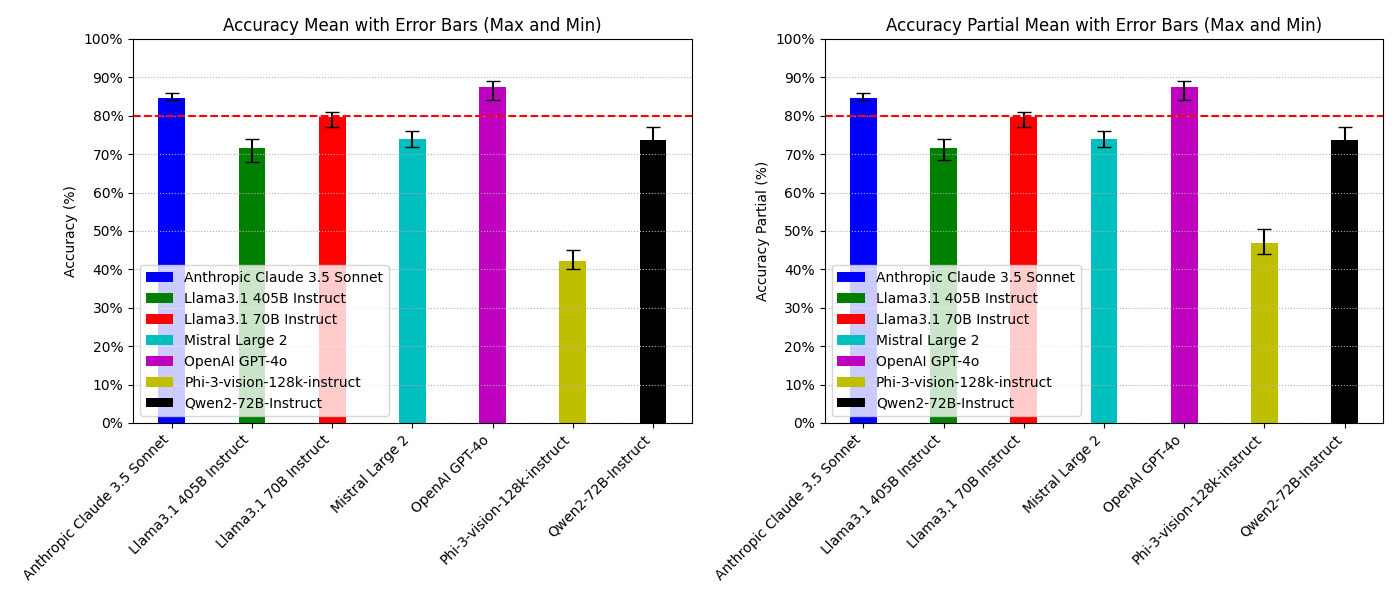 Accuracy Mean with Error Bars (Max and Min)
100%
90%
80%
70%
60%
50%
40%
30%
20%
10%
0%
Accuracy (%)
Anthropic Claude 3.5 Sonnet
Llama3.1 405B Instruct
Llama3.1 70B Instruct
Mistral Large 2
OpenAI GPT-4o
Phi-3-vision-128k-instruct
Qwen2-72B-Instruct
Anthropic Claude 3.5 Sonnet
Llama3.1 405B Instruct
Llama3.1 70B Instruct
Mistral Large 2
OpenAI GPT-4o
Phi-3-vision-128k-instruct
Qwen2-72B-Instruct
Accuracy Partial Mean with Error Bars (Max and Min)
100%
90%
80%
70%
60%
50%
40%
30%
20%
10%
0%
Accuracy Partial (%)
Anthropic Claude 3.5 Sonnet
Llama3.1 405B Instruct
Llama3.1 70B Instruct
Mistral Large 2
OpenAI GPT-4o
Phi-3-vision-128k-instruct
Qwen2-72B-Instruct
Anthropic Claude 3.5 Sonnet
Llama3.1 405B Instruct
Llama3.1 70B Instruct
Mistral Large 2
OpenAI GPT-4o
Phi-3-vision-128k-instruct
Qwen2-72B-Instruct